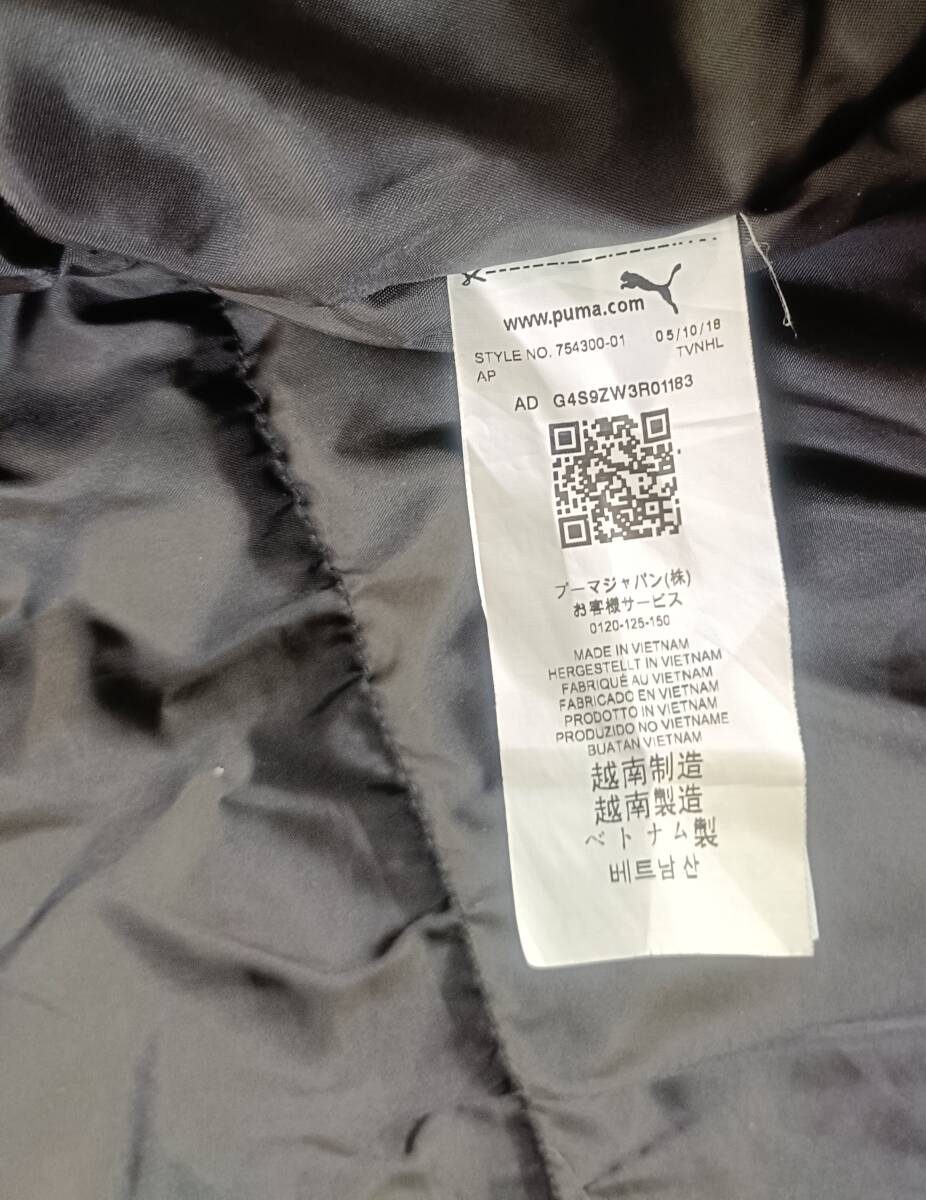 www.puma.com
STYLE NO. 754300-01 05/10/18
AP TVNHL
AD G4S9ZW3R01183
プーマジャパン(株)
お客様サービス
0120-125-150
MADE IN VIETNAM
HERGESTELLT IN VIETNAM
FABRIQUÉ AU VIETNAM
FABRICADO EN VIETNAM
PRODOTTO IN VIETNAM
PRODUZIDO NO VIETNAME
BUATAN VIETNAM
越南制造
越南製造
ベトナム製
베트남산